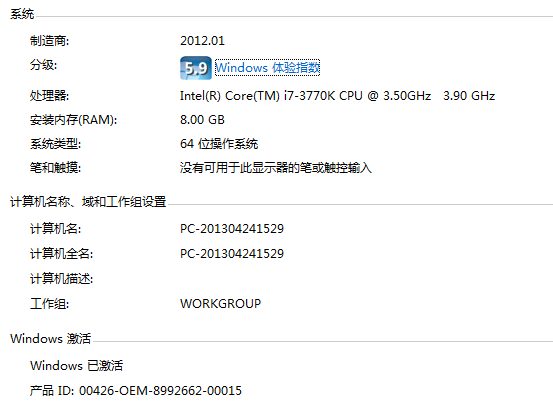 系统
制造商: 2012.01
分级: 5.9 Windows 体验指数
处理器: Intel(R) Core(TM) i7-3770K CPU @ 3.50GHz 3.90 GHz
安装内存(RAM): 8.00 GB
系统类型: 64 位操作系统
笔和触摸: 没有可用于此显示器的笔或触控输入
计算机名称、域和工作组设置
计算机名: PC-201304241529
计算机全名: PC-201304241529
计算机描述:
工作组: WORKGROUP
Windows 激活
Windows 已激活
产品 ID: 00426-OEM-8992662-00015